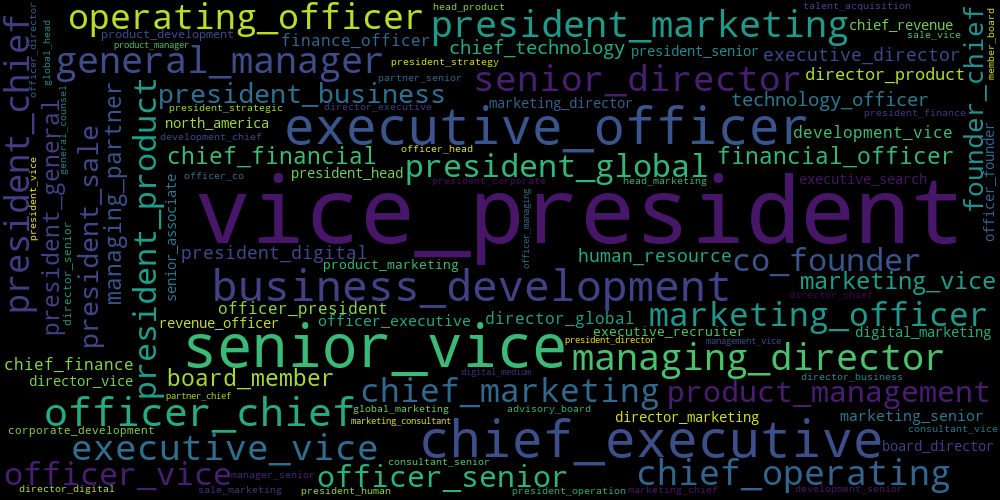 head_product
talent_acquisition
operating_officer
president_marketing
chief_revenue
sale_vice
product_development
finance_officer
chief_technology
president_senior
executive_director
product_manager
general_manager
president_strategy
partner_senior
senior_director
director_product
president_business
marketing_director
technology_officer
president_strategic
director_executive
president_finance
north_america
executive_officer
development_vice
development_chief
chief_financial
officer_head
president_global
financial_officer
officer_co
president_head
president_corporate
head_marketing
executive_search
vice_president
president_digital
product_marketing
human_resource
co_founder
business_development
marketing_vice
director_chief
officer_president
revenue_officer
officer_executive
director_global
marketing_officer
executive_recruiter
digital_marketing
senior_vice
president_director
management_vice
chief_finance
managing_director
director_vice
board_member
digital_medium
director_business
partner_chief
chief_marketing
product_management
officer_chief
global_marketing
advisory_board
marketing_consultant
director_marketing
marketing_senior
corporate_development
consultant_vice
executive_vice
chief_executive
board_director
consultant_senior
officer_vice
manager_senior
officer_senior
chief_operating
director_digital
sale_marketing
president_human
president_operation
marketing_chief
development_senior
president_chief
officer_director
global_head
president_vice
president_general
general_counsel
director_senior
president_sale
managing_partner
president_product
senior_associate
officer_managing
founder_chief
officer_founder
member_board